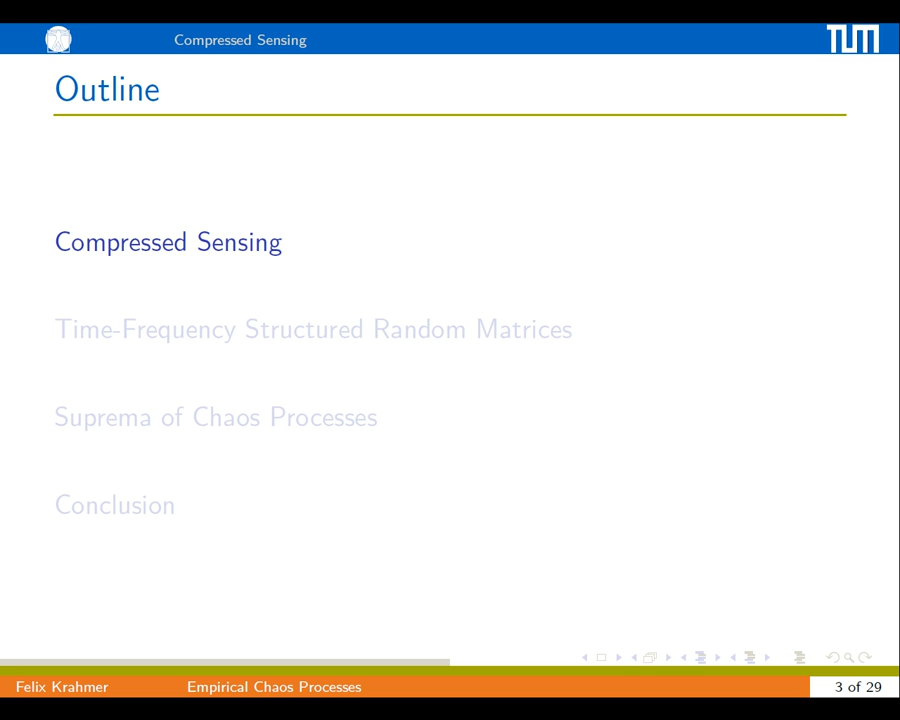 Compressed Sensing
TUM
Outline
Compressed Sensing
Time-Frequency Structured Random Matrices
Suprema of Chaos Processes
Conclusion
Felix Krahmer
Empirical Chaos Processes
3 of 29